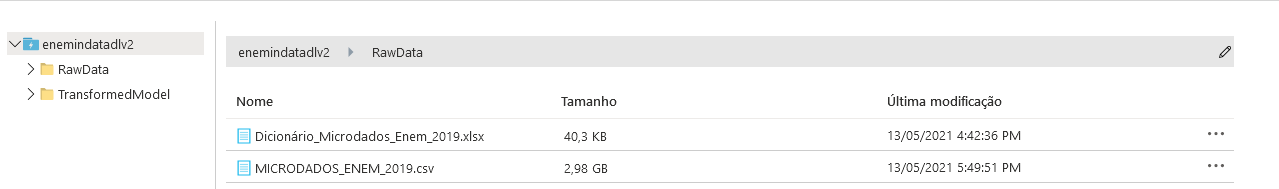 enemindatadlv2
RawData
TransformedModel
enemindatadlv2 RawData
Nome Tamanho Última modificação
Dicionário_Microdados_Enem_2019.xlsx 40,3 KB 13/05/2021 4:42:36 PM
MICRODADOS_ENEM_2019.csv 2,98 GB 13/05/2021 5:49:51 PM